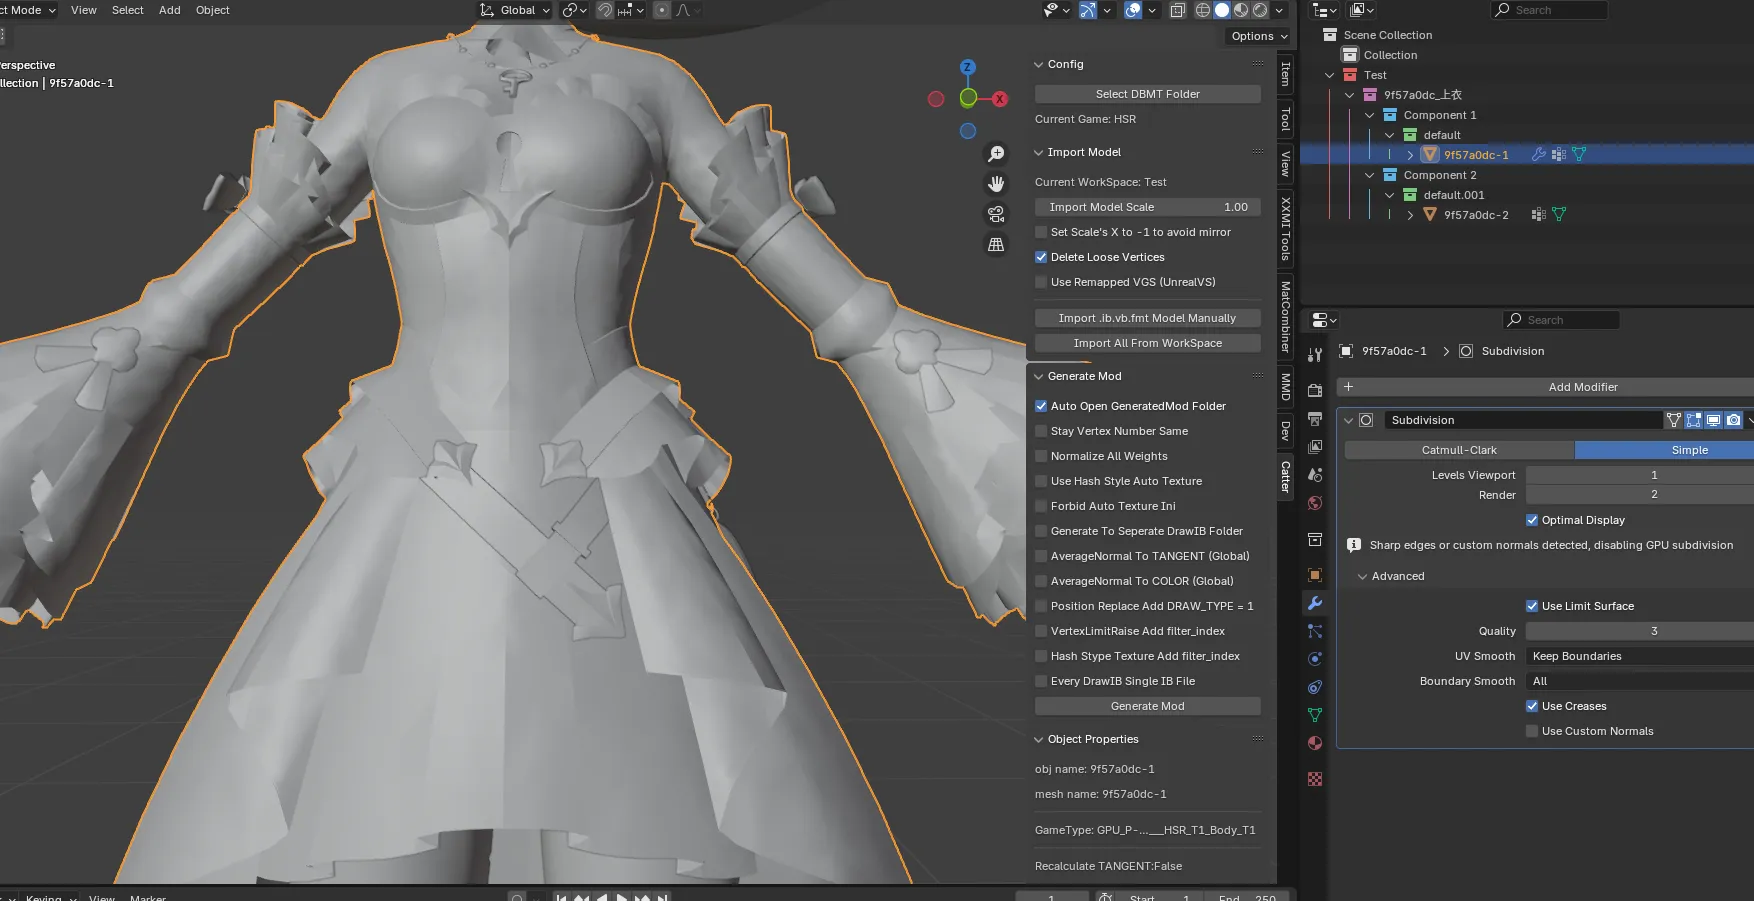 ct Mode View Select Add Object
Global
Options
erspective
llection | 9f57a0dc-1
Z
X
Config
Select DBMT Folder
Current Game: HSR
Import Model
Current WorkSpace: Test
Import Model Scale 1.00
Set Scale's X to -1 to avoid mirror
Delete Loose Vertices
Use Remapped VGS (UnrealVS)
Import .ib.vb.fmt Model Manually
Import All From WorkSpace
Generate Mod
Auto Open GeneratedMod Folder
Stay Vertex Number Same
Normalize All Weights
Use Hash Style Auto Texture
Forbid Auto Texture Ini
Generate To Seperate DrawIB Folder
AverageNormal To TANGENT (Global)
AverageNormal To COLOR (Global)
Position Replace Add DRAW_TYPE = 1
VertexLimitRaise Add filter_index
Hash Stype Texture Add filter_index
Every DrawIB Single IB File
Generate Mod
Object Properties
obj name: 9f57a0dc-1
mesh name: 9f57a0dc-1
GameType: GPU_P-...___HSR_T1_Body_T1
Recalculate TANGENT:False
Item
Tool
View
XXMI Tools
MatCombiner
MMD
Dev
Catter
Search
Scene Collection
Collection
Test
9f57a0dc_上衣
Component 1
default
9f57a0dc-1
Component 2
default.001
9f57a0dc-2
Search
9f57a0dc-1 > Subdivision
+ Add Modifier
Subdivision
Catmull-Clark Simple
Levels Viewport 1
Render 2
Optimal Display
Sharp edges or custom normals detected, disabling GPU subdivision
Advanced
Use Limit Surface
Quality 3
UV Smooth Keep Boundaries
Boundary Smooth All
Use Creases
Use Custom Normals
Keying View Marker
1 Start 1 End 250